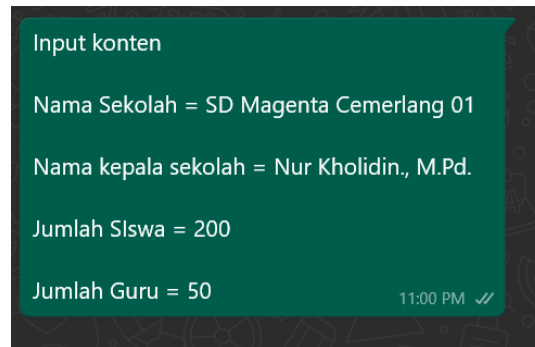 Input konten
Nama Sekolah = SD Magenta Cemerlang 01
Nama kepala sekolah = Nur Kholidin., M.Pd.
Jumlah SIswa = 200
Jumlah Guru = 50
11:00 PM